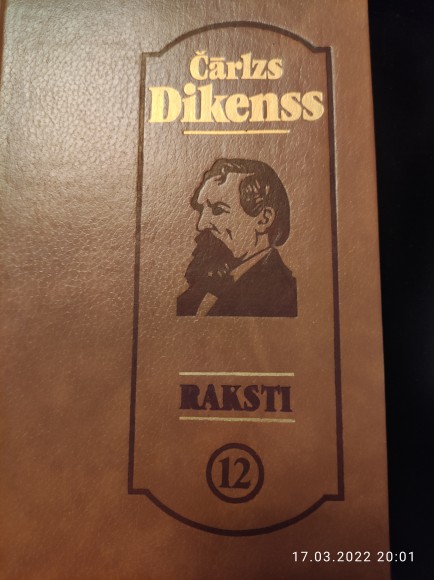 Čārlzs
Dikenss
RAKSTI
12
17.03.2022 20:01